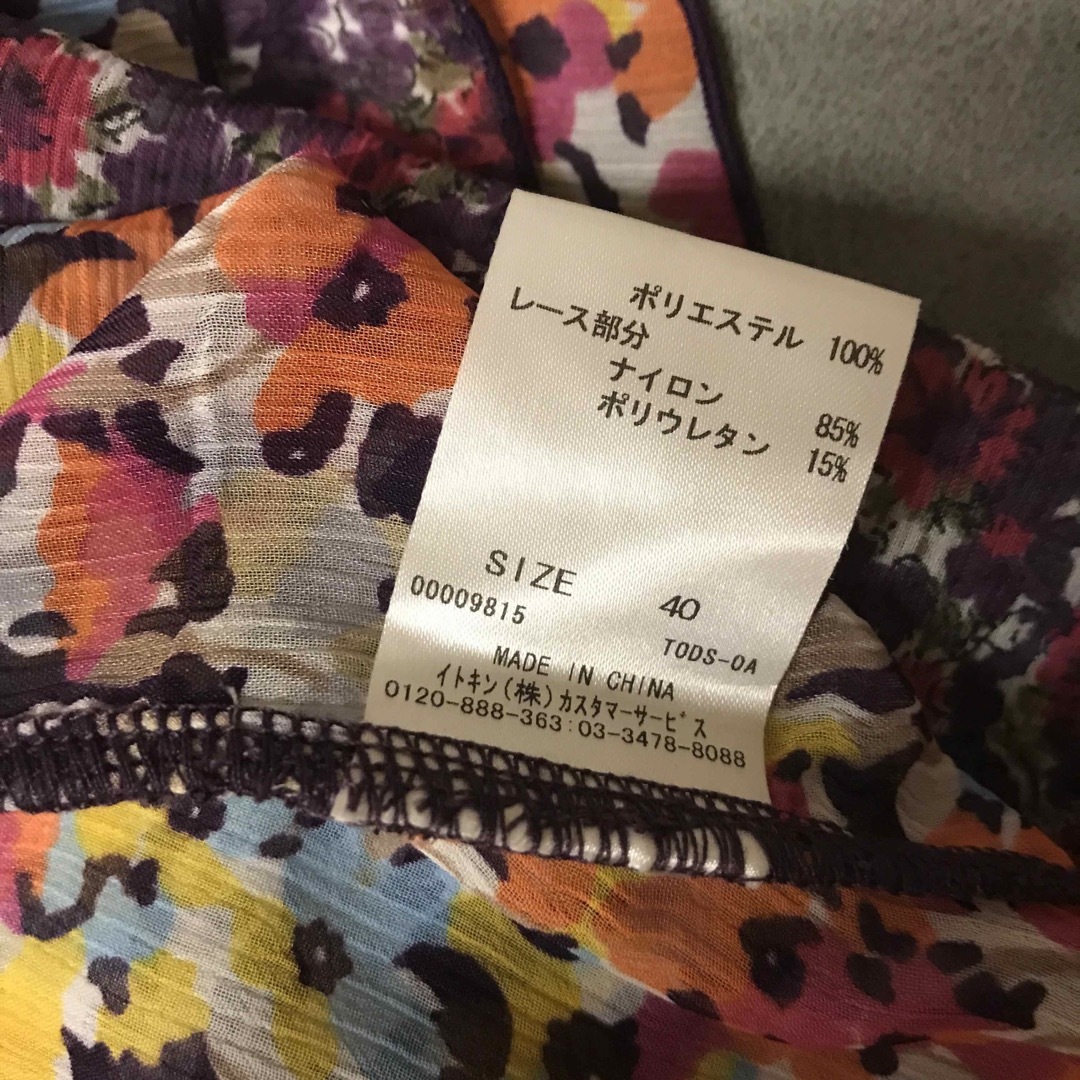 ポリエステル 100%
レース部分
ナイロン 85%
ポリウレタン 15%
SIZE 40
00009815 TODS-OA
MADE IN CHINA
イトキン(株)カスタマーサービス
0120-888-363:03-3478-8088